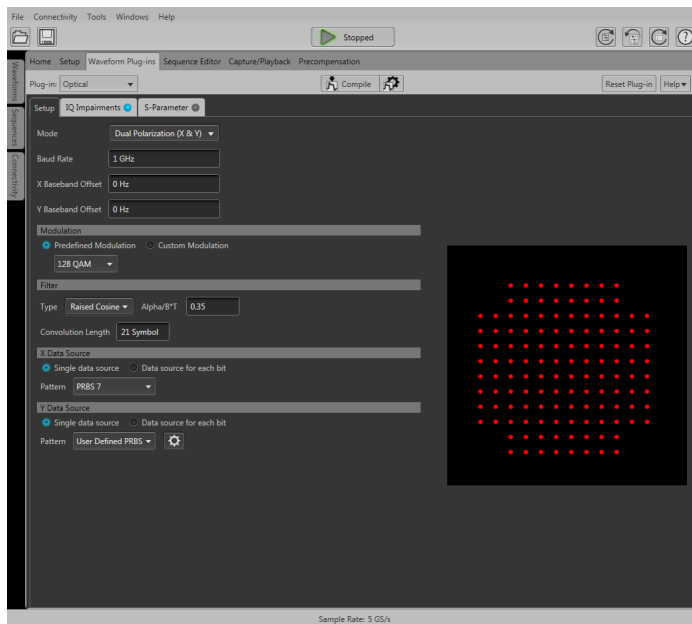 File Connectivity Tools Windows Help
Stopped
Home Setup Waveform Plug-ins Sequence Editor Capture/Playback Precompensation
Plug-in: Optical Compile Reset Plug-in Help
Waveforms
Sequences
Connectivity
Setup IQ Impairments S-Parameter
Mode Dual Polarization (X & Y)
Baud Rate 1 GHz
X Baseband Offset 0 Hz
Y Baseband Offset 0 Hz
Modulation
Predefined Modulation Custom Modulation
128 QAM
Filter
Type Raised Cosine Alpha/B*T 0.35
Convolution Length 21 Symbol
X Data Source
Single data source Data source for each bit
Pattern PRBS 7
Y Data Source
Single data source Data source for each bit
Pattern User Defined PRBS
Sample Rate: 5 GS/s